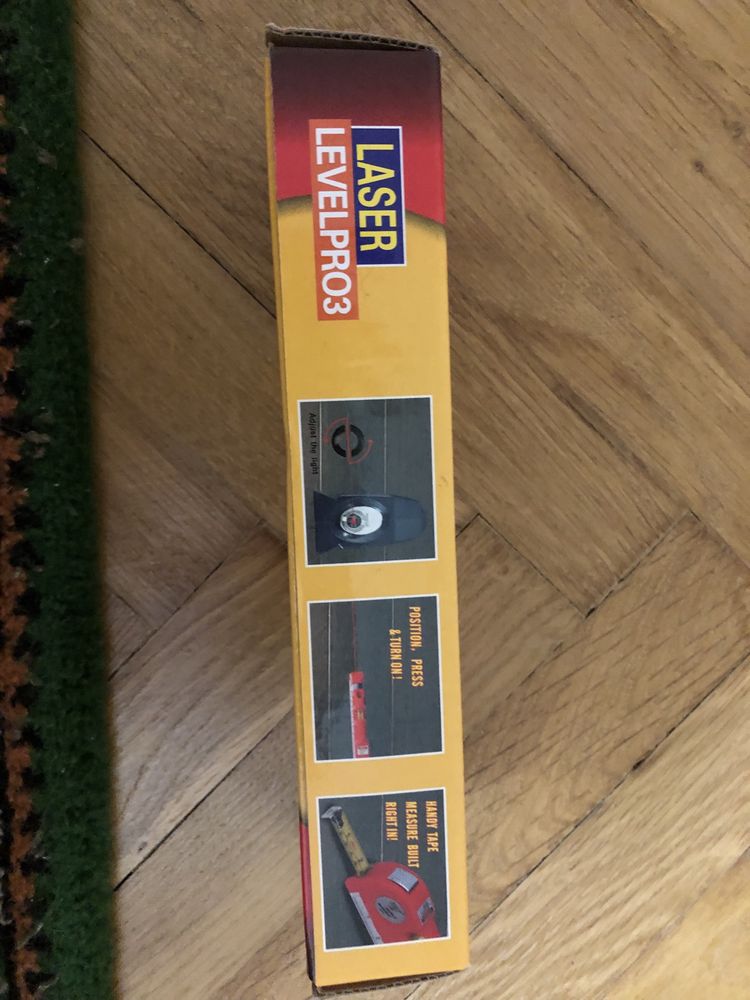 LASER
LEVELPRO3
Adjust the light
POSITION, PRESS
& TURN ON!
HANDY TAPE
MEASURE BUILT
RIGHT IN!